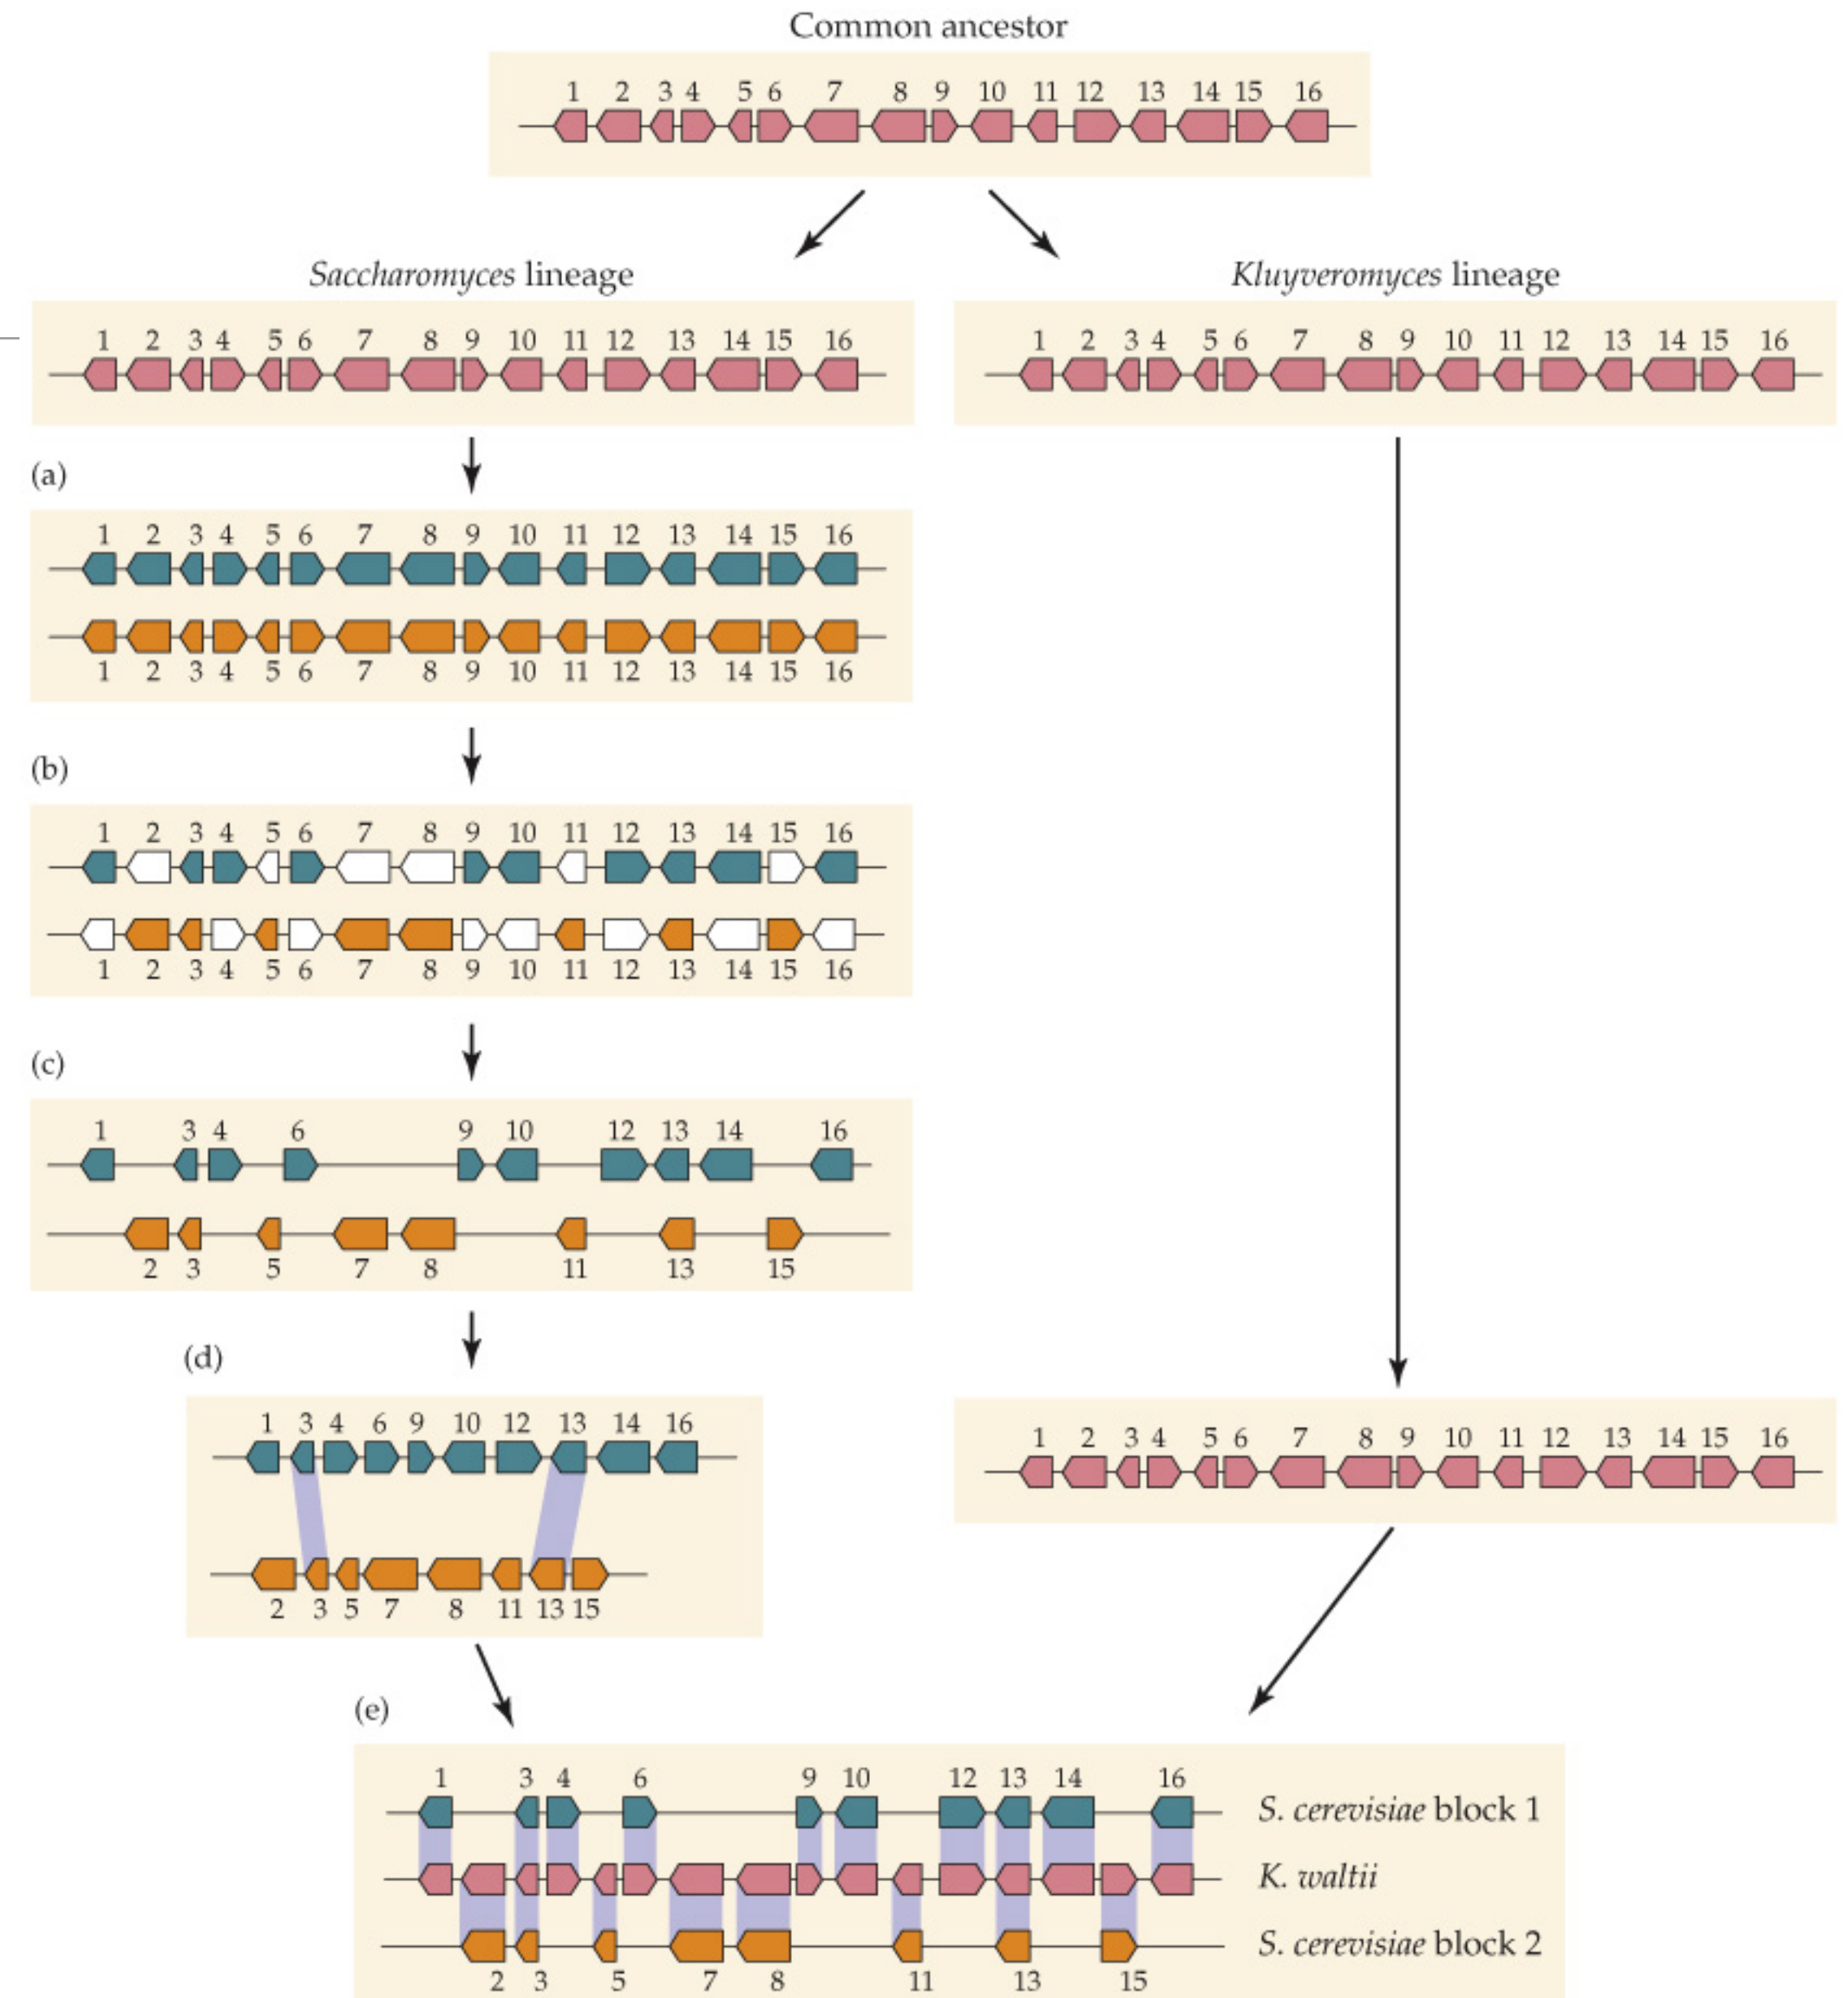 Common ancestor
1 2 3 4 5 6 7 8 9 10 11 12 13 14 15 16
Saccharomyces lineage
1 2 3 4 5 6 7 8 9 10 11 12 13 14 15 16
Kluyveromyces lineage
1 2 3 4 5 6 7 8 9 10 11 12 13 14 15 16
(a)
1 2 3 4 5 6 7 8 9 10 11 12 13 14 15 16
1 2 3 4 5 6 7 8 9 10 11 12 13 14 15 16
(b)
1 2 3 4 5 6 7 8 9 10 11 12 13 14 15 16
1 2 3 4 5 6 7 8 9 10 11 12 13 14 15 16
(c)
1 3 4 6 9 10 12 13 14 16
2 3 5 7 8 11 13 15
(d)
1 3 4 6 9 10 12 13 14 16
2 3 5 7 8 11 13 15
1 2 3 4 5 6 7 8 9 10 11 12 13 14 15 16
(e)
1 3 4 6 9 10 12 13 14 16
S. cerevisiae block 1
K. waltii
S. cerevisiae block 2
2 3 5 7 8 11 13 15